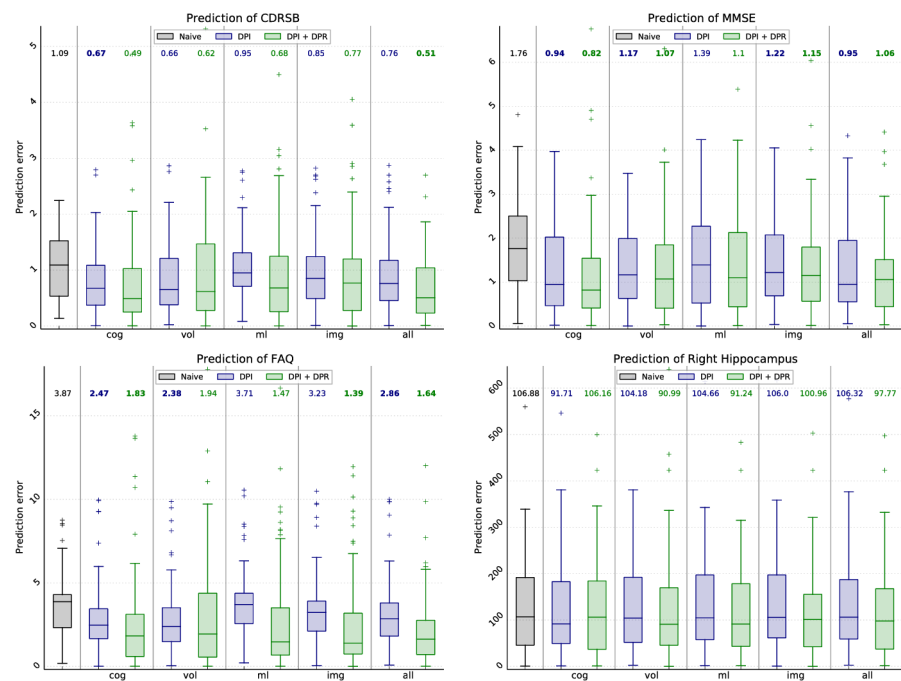 Prediction of CDRSB
Naive DPI DPI + DPR
1.09 0.67 0.49 0.66 0.62 0.95 0.68 0.85 0.77 0.76 0.51
Prediction error
5
4
3
2
1
0
cog vol ml img all
Prediction of MMSE
Naive DPI DPI + DPR
1.76 0.94 0.82 1.17 1.07 1.39 1.1 1.22 1.15 0.95 1.06
Prediction error
6
5
4
3
2
1
0
cog vol ml img all
Prediction of FAQ
Naive DPI DPI + DPR
3.87 2.47 1.83 2.38 1.94 3.71 1.47 3.23 1.39 2.86 1.64
Prediction error
15
10
5
0
cog vol ml img all
Prediction of Right Hippocampus
Naive DPI DPI + DPR
106.88 91.71 106.16 104.18 90.99 104.66 91.24 106.0 100.96 106.32 97.77
Prediction error
600
500
400
300
200
100
0
cog vol ml img all